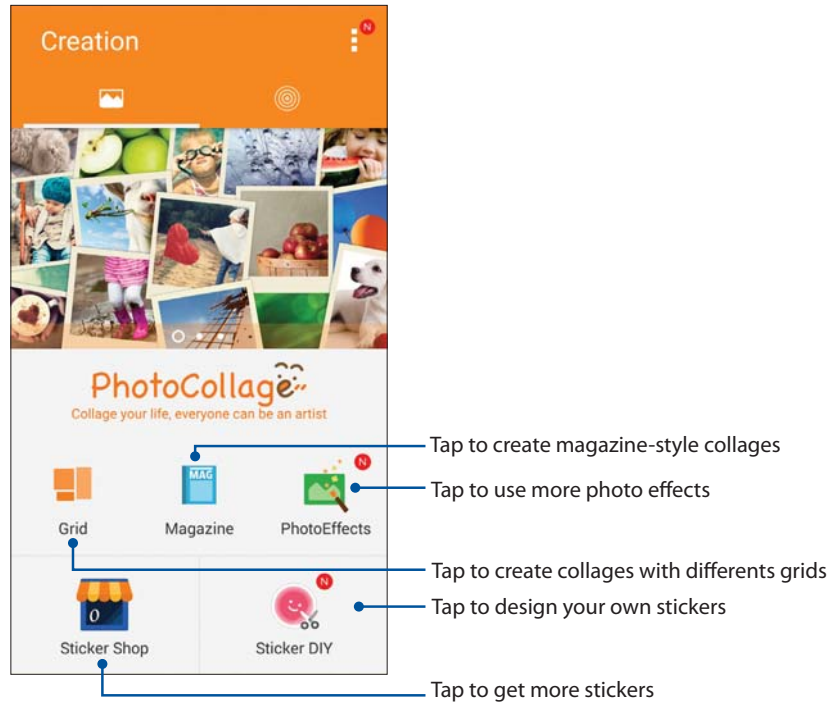 Creation
N
PhotoCollage
Collage your life, everyone can be an artist
Tap to create magazine-style collages
MAG
N
Tap to use more photo effects
Grid
Magazine
PhotoEffects
Tap to create collages with differents grids
N
Tap to design your own stickers
0
Sticker Shop
Sticker DIY
Tap to get more stickers